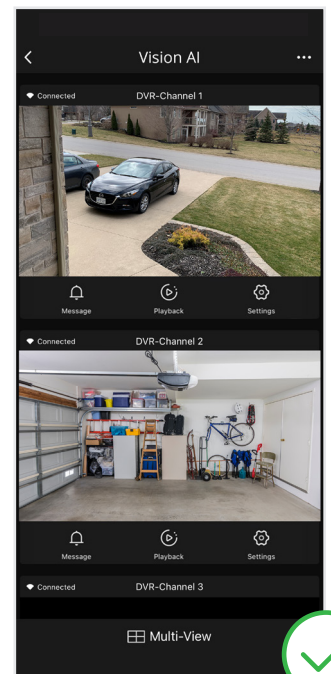 Vision AI
Connected DVR-Channel 1
Message Playback Settings
Connected DVR-Channel 2
Message Playback Settings
Connected DVR-Channel 3
Multi-View